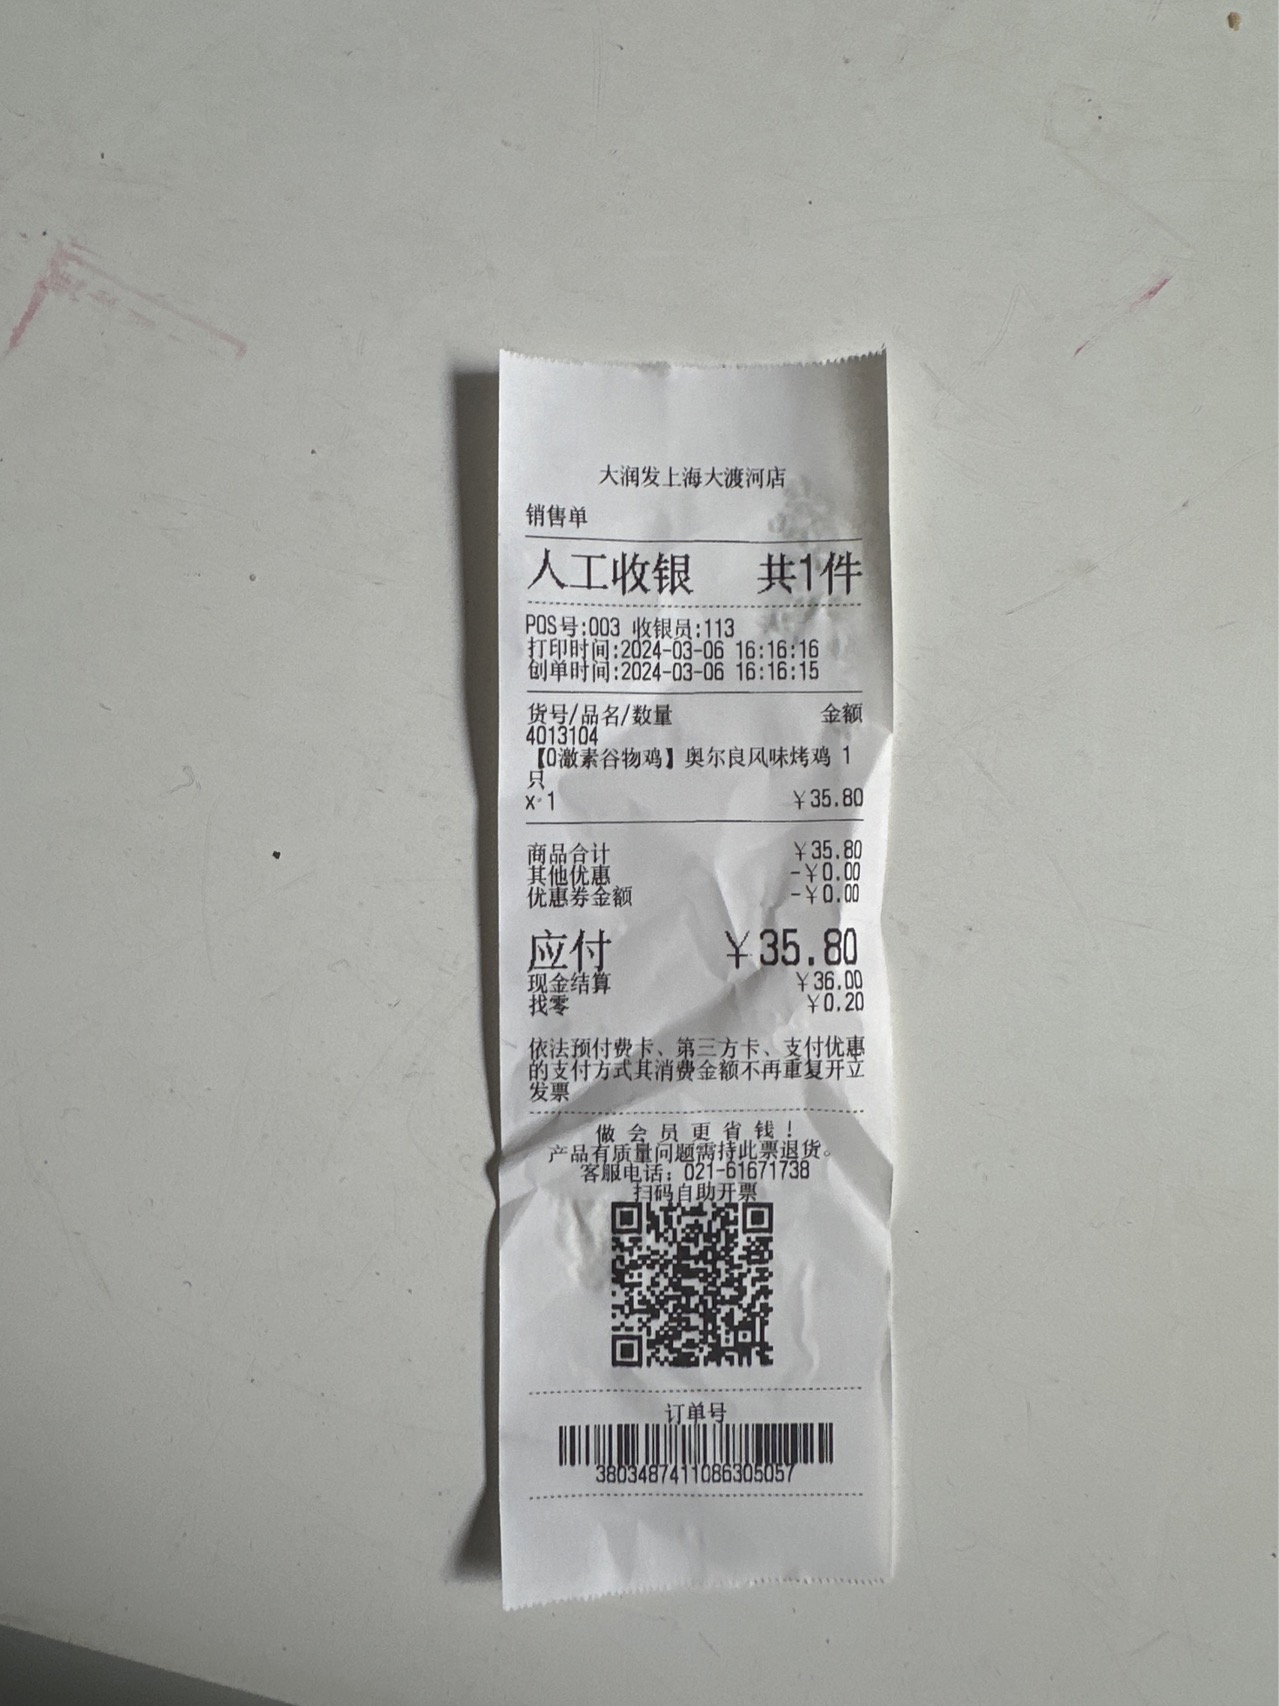 大润发上海大渡河店
销售单
人工收银 共1件
POS号:003 收银员:113
打印时间:2024-03-06 16:16:16
创单时间:2024-03-06 16:16:15
货号/品名/数量 金额
4013104
【0激素谷物鸡】奥尔良风味烤鸡 1
只
x 1 ￥35.80
商品合计 ￥35.80
其他优惠 -￥0.00
优惠券金额 -￥0.00
应付 ￥35.80
现金结算 ￥36.00
找零 ￥0.20
依法预付费卡、第三方卡、支付优惠
的支付方式其消费金额不再重复开立
发票
做会员更省钱！
产品有质量问题需持此票退货。
客服电话：021-61671738
扫码自助开票
订单号
3803487411086305057